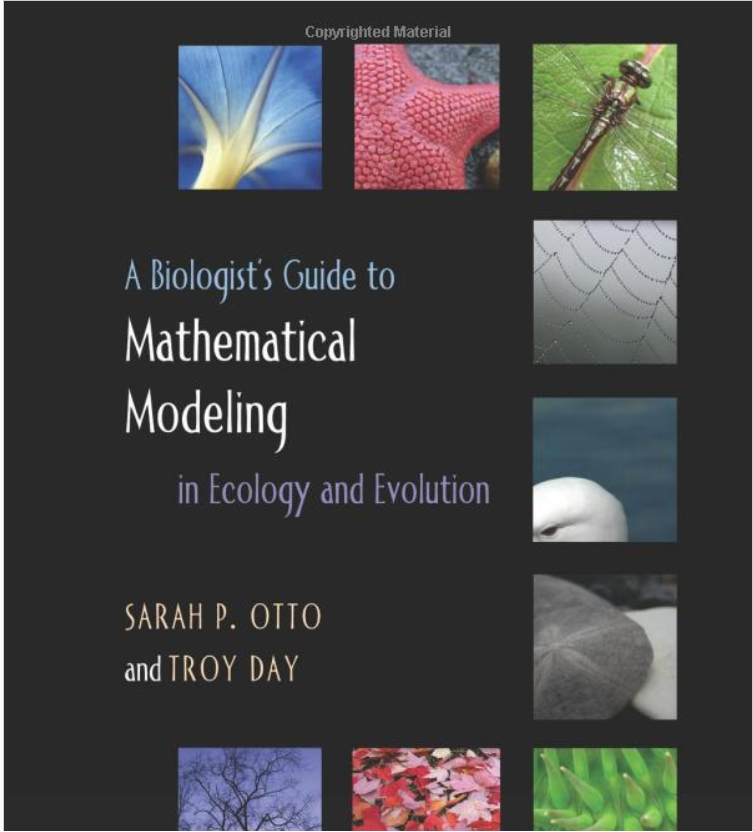 Copyrighted Material
A Biologist's Guide to
Mathematical
Modeling
in Ecology and Evolution
SARAH P. OTTO
and TROY DAY